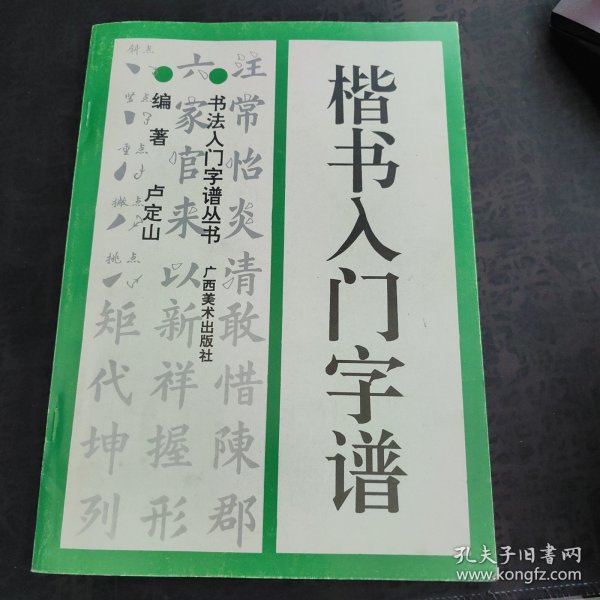 楷书入门字谱
书法入门字谱丛书
广西美术出版社
编著 卢定山
注常怡炎清敢惜陳郡
六家官来以新祥握形
斜点
竖点
垂点
撇点
挑点
矩代坤列
孔夫子旧书网
www.kongfz.com